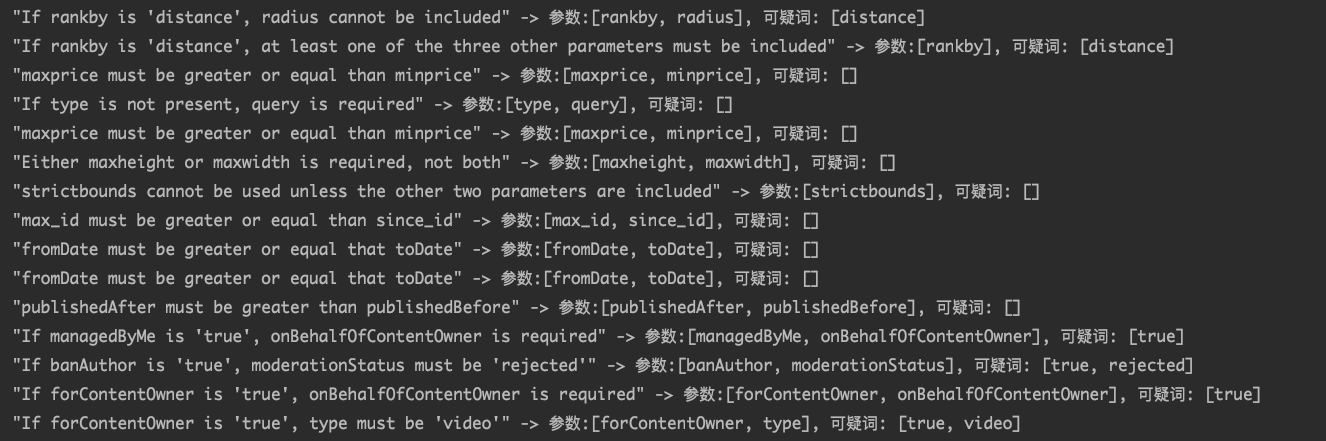 "If rankby is 'distance', radius cannot be included" -> 参数:[rankby, radius], 可疑词: [distance]
"If rankby is 'distance', at least one of the three other parameters must be included" -> 参数:[rankby], 可疑词: [distance]
"maxprice must be greater or equal than minprice" -> 参数:[maxprice, minprice], 可疑词: []
"If type is not present, query is required" -> 参数:[type, query], 可疑词: []
"maxprice must be greater or equal than minprice" -> 参数:[maxprice, minprice], 可疑词: []
"Either maxheight or maxwidth is required, not both" -> 参数:[maxheight, maxwidth], 可疑词: []
"strictbounds cannot be used unless the other two parameters are included" -> 参数:[strictbounds], 可疑词: []
"max_id must be greater or equal than since_id" -> 参数:[max_id, since_id], 可疑词: []
"fromDate must be greater or equal that toDate" -> 参数:[fromDate, toDate], 可疑词: []
"fromDate must be greater or equal that toDate" -> 参数:[fromDate, toDate], 可疑词: []
"publishedAfter must be greater than publishedBefore" -> 参数:[publishedAfter, publishedBefore], 可疑词: []
"If managedByMe is 'true', onBehalfOfContentOwner is required" -> 参数:[managedByMe, onBehalfOfContentOwner], 可疑词: [true]
"If banAuthor is 'true', moderationStatus must be 'rejected'" -> 参数:[banAuthor, moderationStatus], 可疑词: [true, rejected]
"If forContentOwner is 'true', onBehalfOfContentOwner is required" -> 参数:[forContentOwner, onBehalfOfContentOwner], 可疑词: [true]
"If forContentOwner is 'true', type must be 'video'" -> 参数:[forContentOwner, type], 可疑词: [true, video]